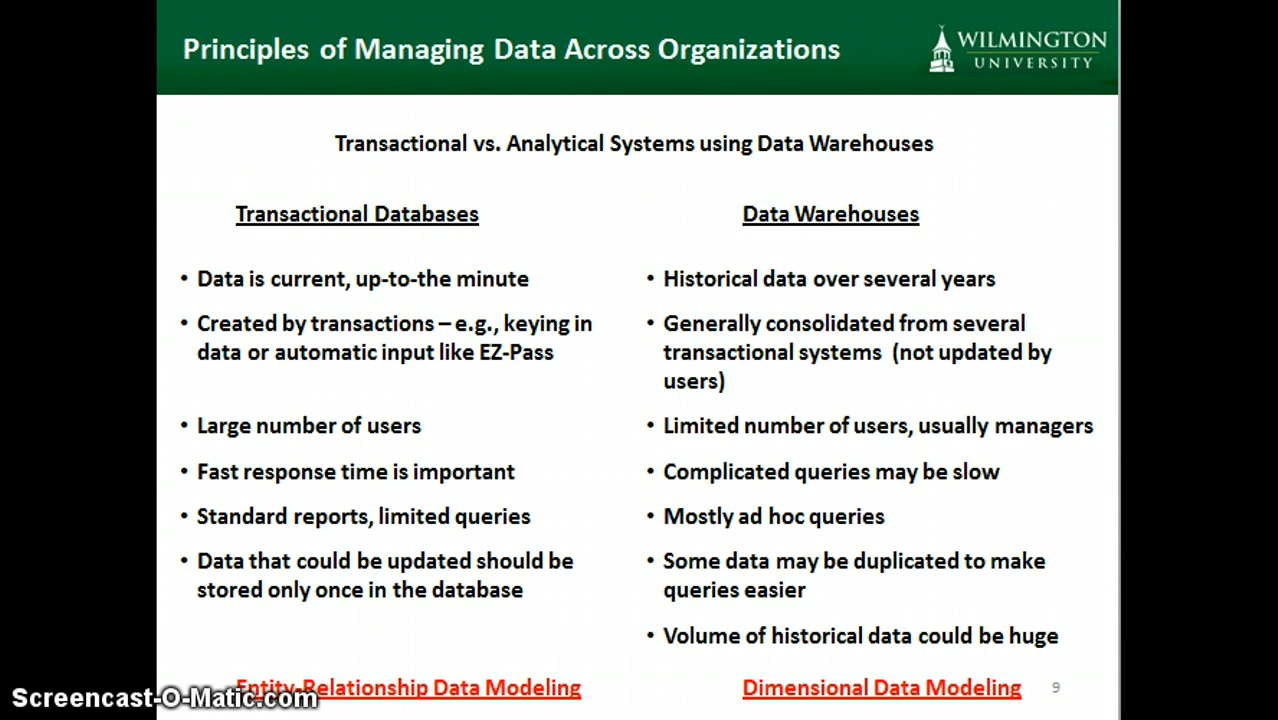 Principles of Managing Data Across Organizations
WILMINGTON
UNIVERSITY
Transactional vs. Analytical Systems using Data Warehouses
Transactional Databases
• Data is current, up-to-the minute
• Created by transactions – e.g., keying in
data or automatic input like EZ-Pass
• Large number of users
• Fast response time is important
• Standard reports, limited queries
• Data that could be updated should be
stored only once in the database
Entity-Relationship Data Modeling
Data Warehouses
• Historical data over several years
• Generally consolidated from several
transactional systems (not updated by
users)
• Limited number of users, usually managers
• Complicated queries may be slow
• Mostly ad hoc queries
• Some data may be duplicated to make
queries easier
• Volume of historical data could be huge
Dimensional Data Modeling
9
Screencast-O-Matic.com